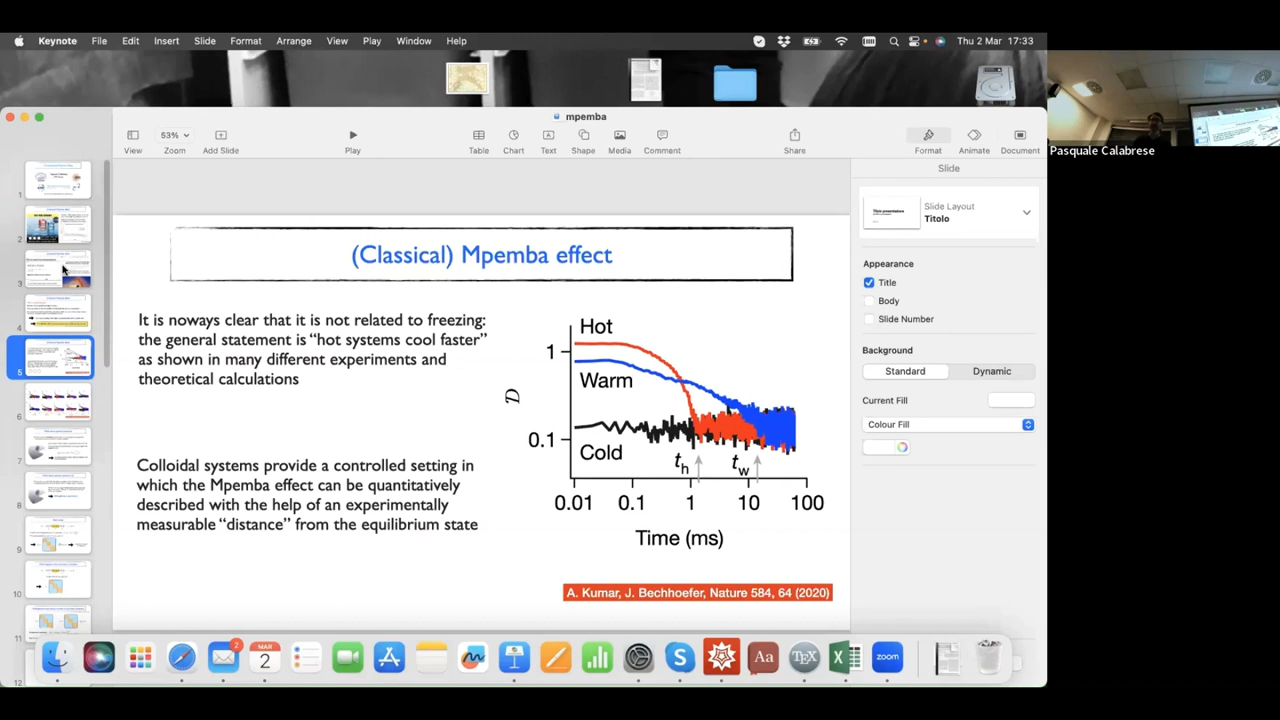 Keynote File Edit Insert Slide Format Arrange View Play Window Help
Thu 2 Mar 17:33
mpemba
53%
View Zoom Add Slide
Play
Table Chart Text Shape Media Comment
Share
Format Animate Document
Pasquale Calabrese
1
2
3
4
5
6
7
8
9
10
11
12
(Classical) Mpemba effect
It is noways clear that it is not related to freezing:
the general statement is “hot systems cool faster”
as shown in many different experiments and
theoretical calculations
Colloidal systems provide a controlled setting in
which the Mpemba effect can be quantitatively
described with the help of an experimentally
measurable “distance” from the equilibrium state
Hot
1
Warm
D
0.1
Cold
th
tw
0.01 0.1 1 10 100
Time (ms)
A. Kumar, J. Bechhoefer, Nature 584, 64 (2020)
Slide
Slide Layout
Titolo
Appearance
Title
Body
Slide Number
Background
Standard Dynamic
Current Fill
Colour Fill
2
MAR
2
Aa
TEX
X
zoom